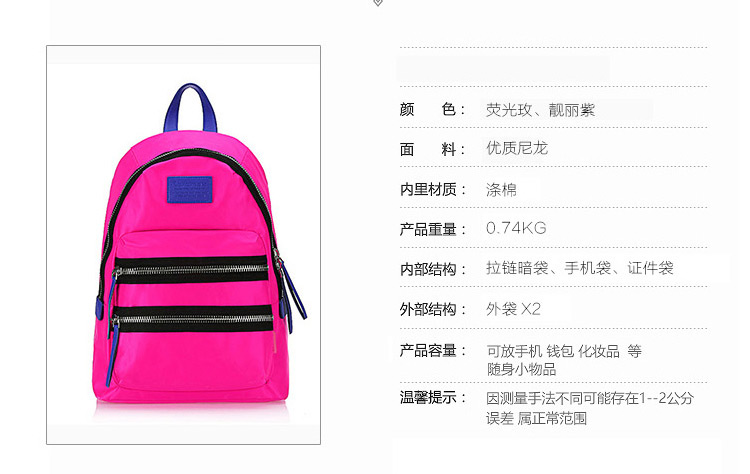 颜 色： 荧光玫、靓丽紫
面 料： 优质尼龙
内里材质： 涤棉
产品重量： 0.74KG
内部结构： 拉链暗袋、手机袋、证件袋
外部结构： 外袋 X2
产品容量： 可放手机 钱包 化妆品 等
随身小物品
温馨提示： 因测量手法不同可能存在1--2公分
误差 属正常范围